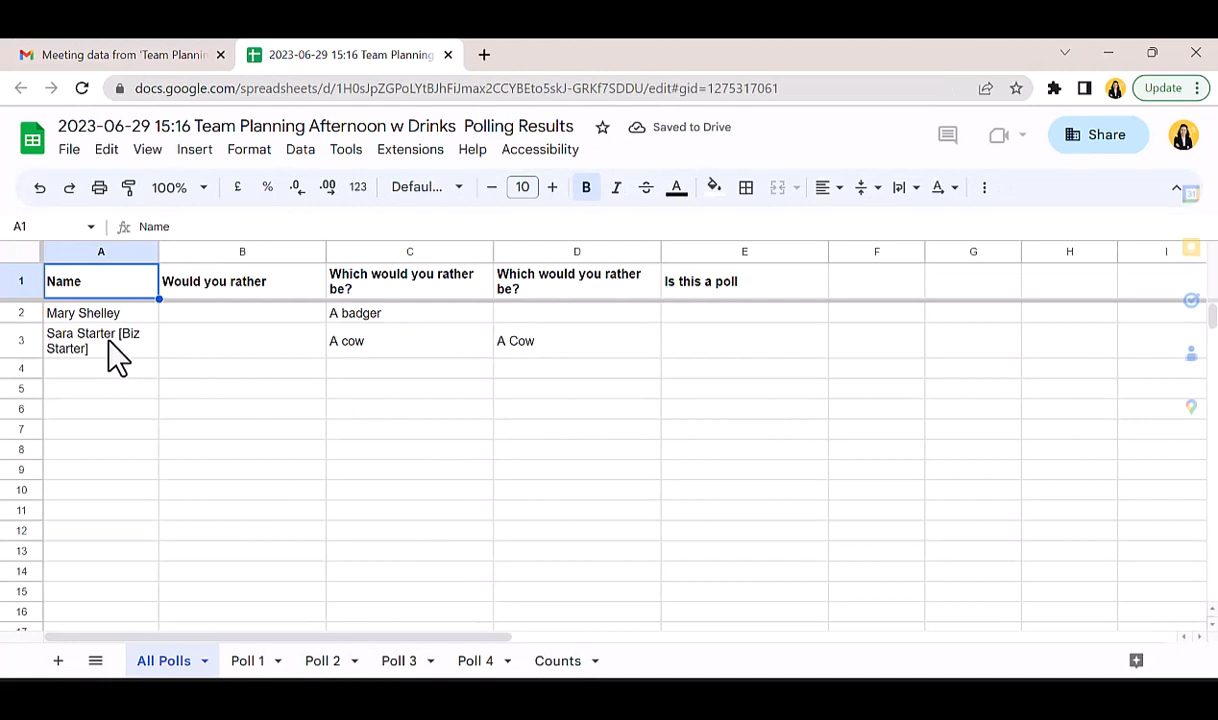 Meeting data from 'Team Plannin
2023-06-29 15:16 Team Planning
docs.google.com/spreadsheets/d/1H0sJpZGPoLYtBJhFiJmax2CCYBEto5skJ-GRKf7SDDU/edit#gid=1275317061
Update
2023-06-29 15:16 Team Planning Afternoon w Drinks Polling Results
Saved to Drive
Share
File Edit View Insert Format Data Tools Extensions Help Accessibility
100% £ % .0 .00 123 Defaul... − 10 + B I A
31
A1 fx Name
A B C D E F G H I
1 Name Would you rather Which would you rather be? Which would you rather be? Is this a poll
2 Mary Shelley A badger
3 Sara Starter [Biz Starter] A cow A Cow
4
5
6
7
8
9
10
11
12
13
14
15
16
17
All Polls Poll 1 Poll 2 Poll 3 Poll 4 Counts